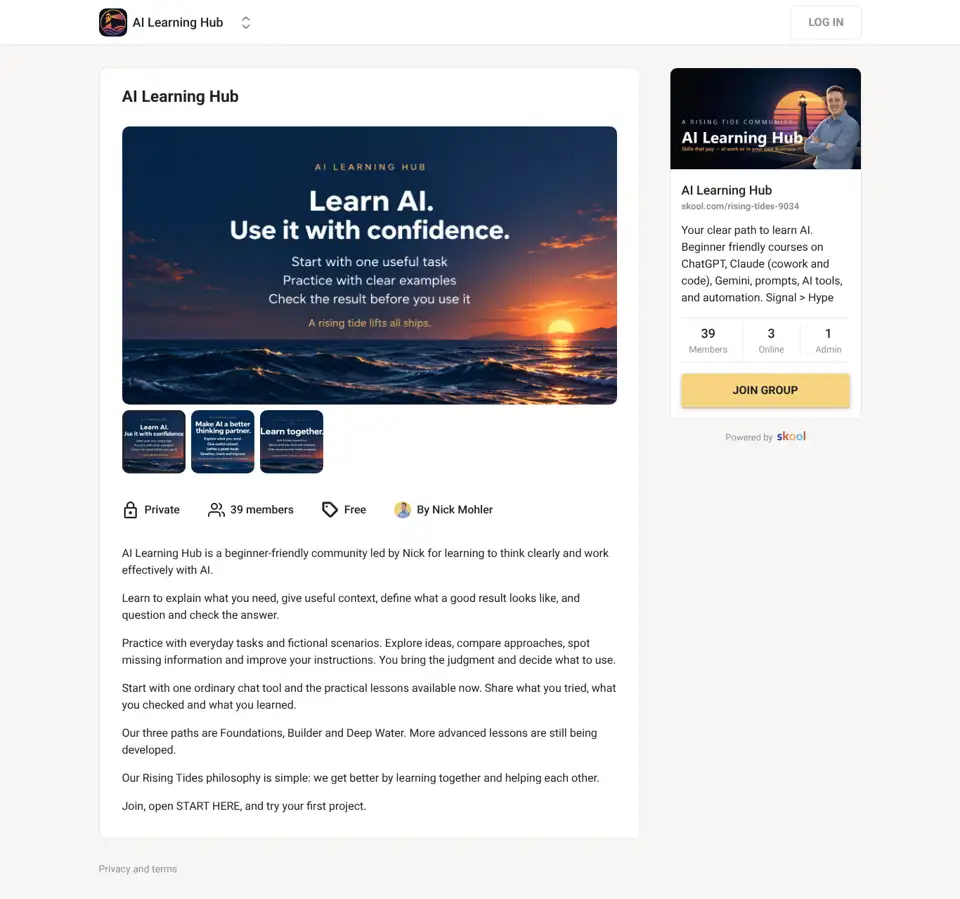 AI Learning Hub
LOG IN
AI Learning Hub
AI LEARNING HUB
Learn AI.
Use it with confidence.
Start with one useful task
Practice with clear examples
Check the result before you use it
A rising tide lifts all ships.
Learn AI.
Use it with confidence
Make AI a better
thinking partner.
Learn together.
Private
39 members
Free
By Nick Mohler
AI Learning Hub is a beginner-friendly community led by Nick for learning to think clearly and work
effectively with AI.
Learn to explain what you need, give useful context, define what a good result looks like, and
question and check the answer.
Practice with everyday tasks and fictional scenarios. Explore ideas, compare approaches, spot
missing information and improve your instructions. You bring the judgment and decide what to use.
Start with one ordinary chat tool and the practical lessons available now. Share what you tried, what
you checked and what you learned.
Our three paths are Foundations, Builder and Deep Water. More advanced lessons are still being
developed.
Our Rising Tides philosophy is simple: we get better by learning together and helping each other.
Join, open START HERE, and try your first project.
A RISING TIDE COMMUNITY
AI Learning Hub
Skills that pay — at work or in your own Business
AI Learning Hub
skool.com/rising-tides-9034
Your clear path to learn AI.
Beginner friendly courses on
ChatGPT, Claude (cowork and
code), Gemini, prompts, AI tools,
and automation. Signal > Hype
39
Members
3
Online
1
Admin
JOIN GROUP
Powered by skool
Privacy and terms